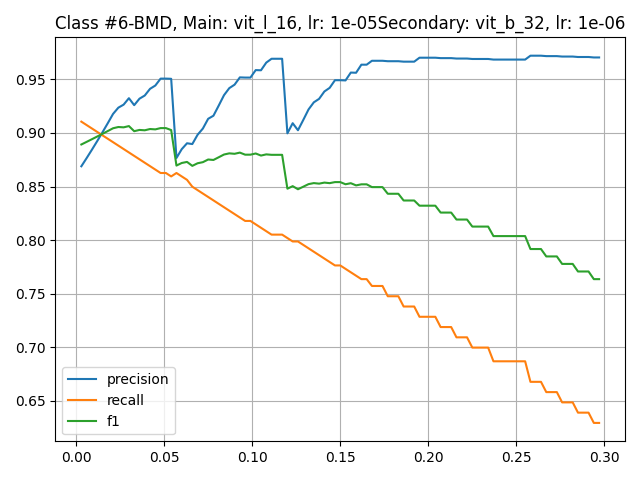 Class #6-BMD, Main: vit_l_16, lr: 1e-05Secondary: vit_b_32, lr: 1e-06
0.95
0.90
0.85
0.80
0.75
0.70
0.65
precision
recall
f1
0.00 0.05 0.10 0.15 0.20 0.25 0.30